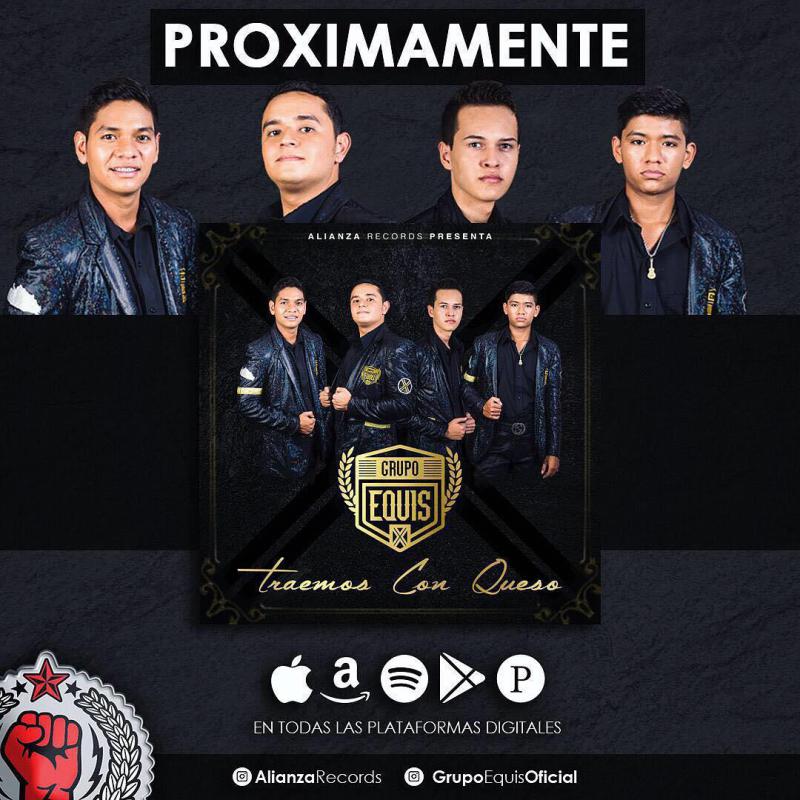 PROXIMAMENTE
ALIANZA RECORDS PRESENTA
GRUPO
EQUIS
Traemos Con Queso
EN TODAS LAS PLATAFORMAS DIGITALES
AlianzaRecords GrupoEquisOficial